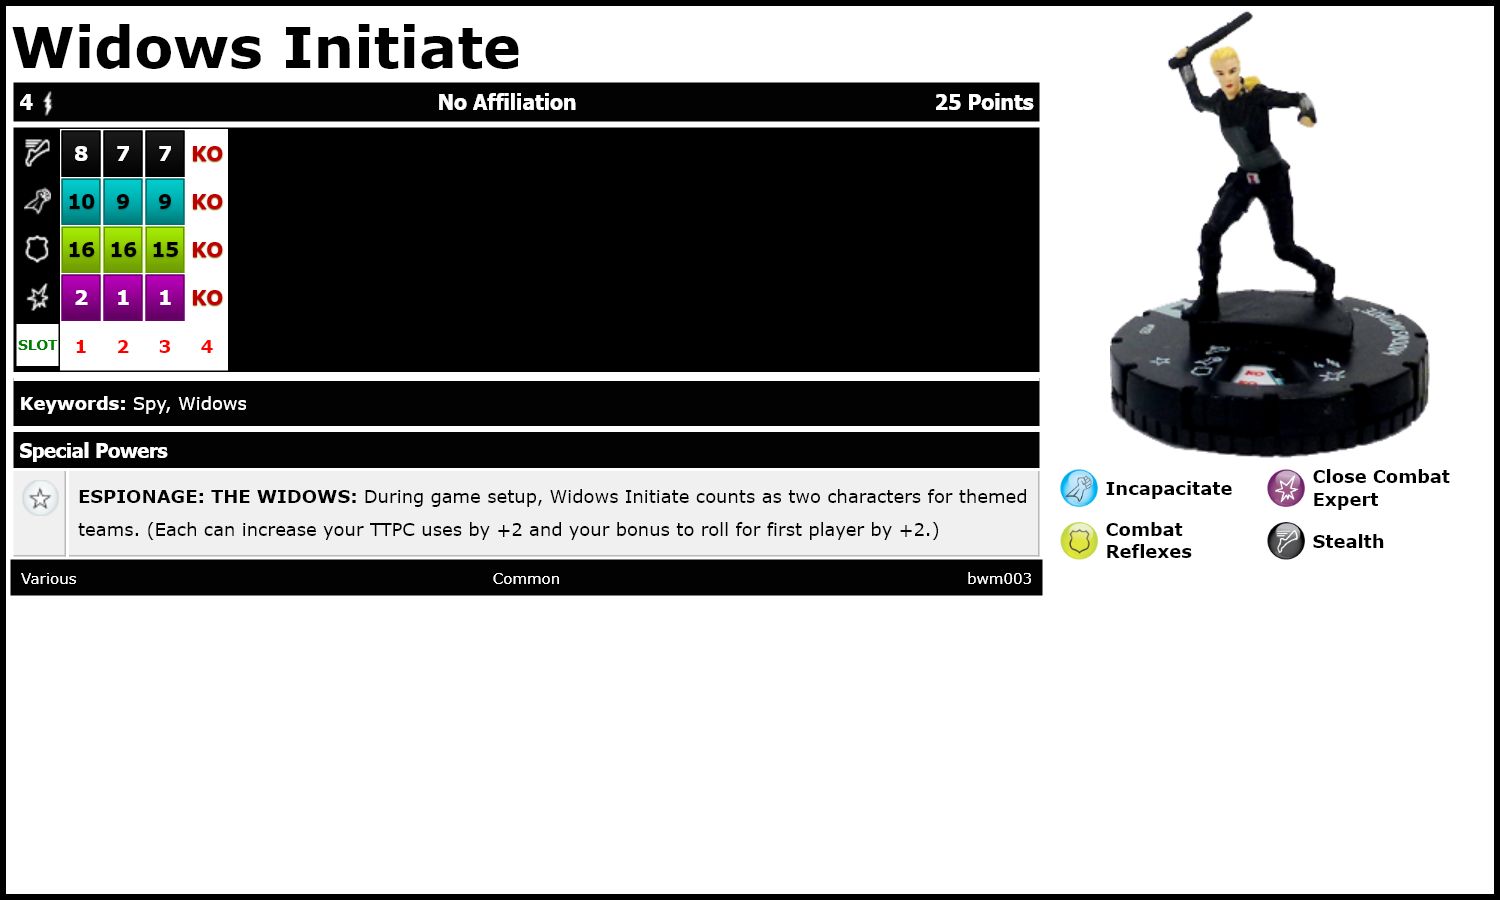 Widows Initiate
4 No Affiliation 25 Points
8 7 7 KO
10 9 9 KO
16 16 15 KO
2 1 1 KO
SLOT 1 2 3 4
Keywords: Spy, Widows
Special Powers
ESPIONAGE: THE WIDOWS: During game setup, Widows Initiate counts as two characters for themed
teams. (Each can increase your TTPC uses by +2 and your bonus to roll for first player by +2.)
Various Common bwm003
WIDOWS INITIATE
KO
KO
Incapacitate
Close Combat
Expert
Combat
Reflexes
Stealth